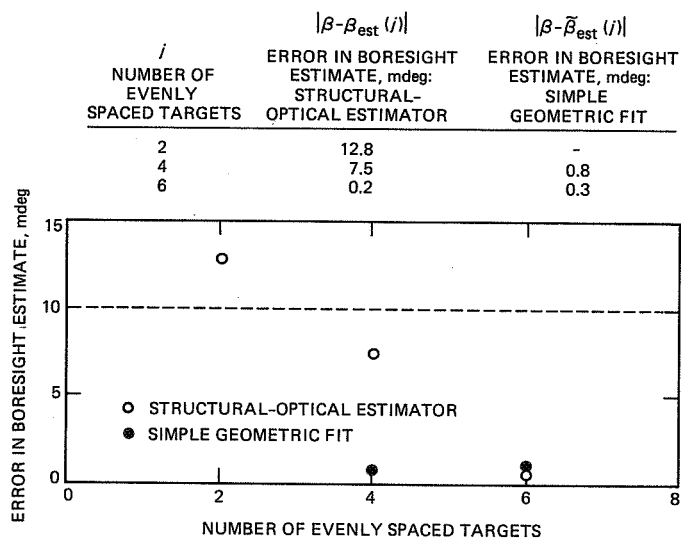 |β-βest (j)|
|β-β̃est (j)|
j
NUMBER OF
EVENLY
SPACED TARGETS
ERROR IN BORESIGHT
ESTIMATE, mdeg:
STRUCTURAL-
OPTICAL ESTIMATOR
ERROR IN BORESIGHT
ESTIMATE, mdeg:
SIMPLE
GEOMETRIC FIT
2 12.8 -
4 7.5 0.8
6 0.2 0.3
ERROR IN BORESIGHT ESTIMATE, mdeg
15
10
5
0
STRUCTURAL-OPTICAL ESTIMATOR
SIMPLE GEOMETRIC FIT
0 2 4 6 8
NUMBER OF EVENLY SPACED TARGETS